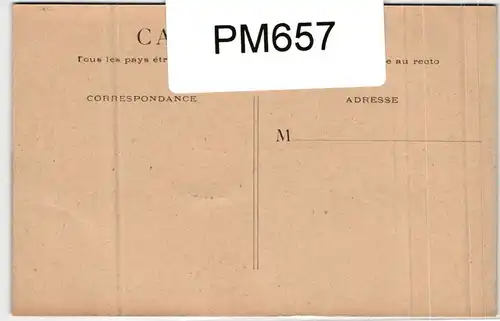 PM657
CA
Tous les pays étr
e au recto
CORRESPONDANCE
ADRESSE
M